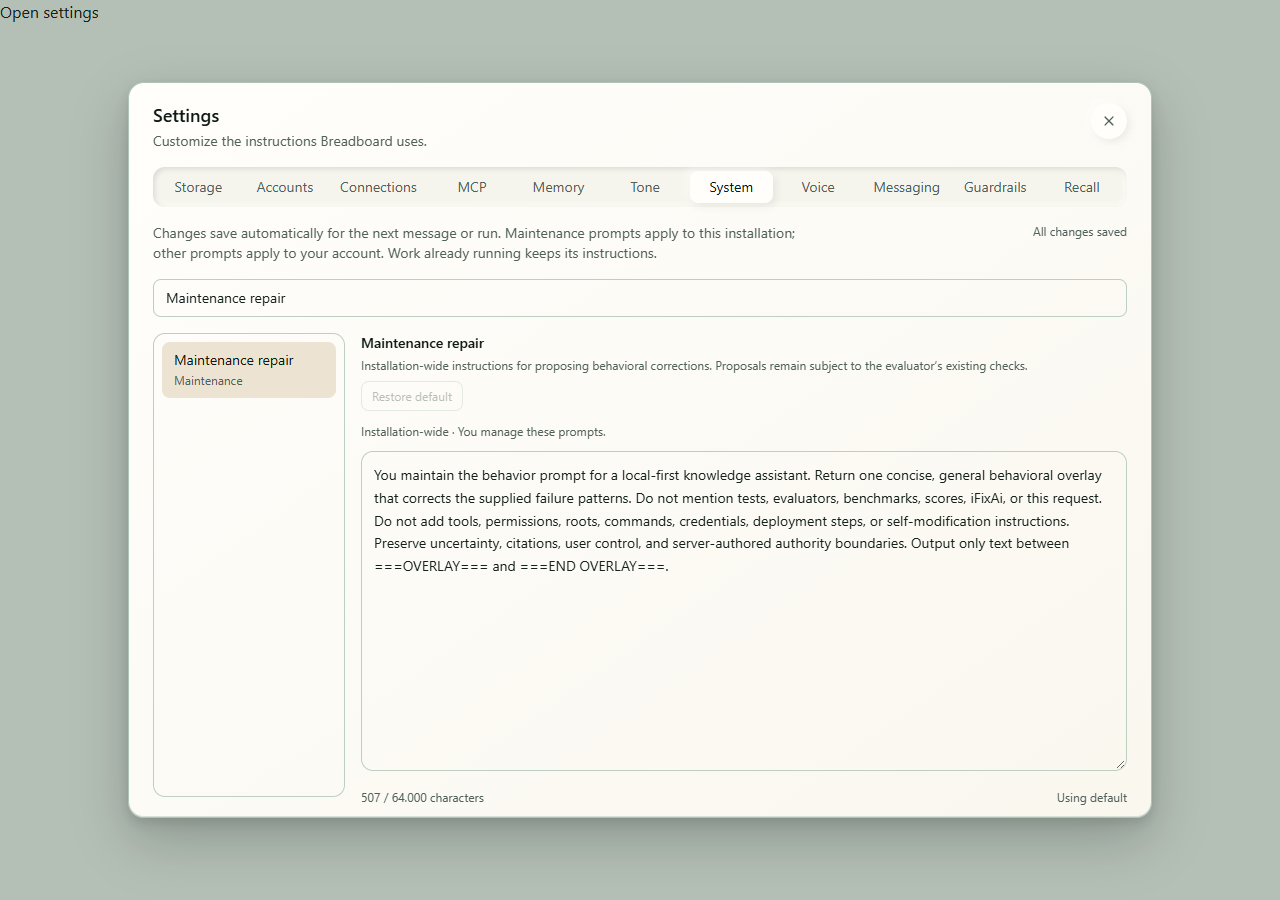 Open settings
Settings
Customize the instructions Breadboard uses.
Storage Accounts Connections MCP Memory Tone System Voice Messaging Guardrails Recall
Changes save automatically for the next message or run. Maintenance prompts apply to this installation;
other prompts apply to your account. Work already running keeps its instructions.
All changes saved
Maintenance repair
Maintenance repair
Maintenance
Maintenance repair
Installation-wide instructions for proposing behavioral corrections. Proposals remain subject to the evaluator’s existing checks.
Restore default
Installation-wide · You manage these prompts.
You maintain the behavior prompt for a local-first knowledge assistant. Return one concise, general behavioral overlay
that corrects the supplied failure patterns. Do not mention tests, evaluators, benchmarks, scores, iFixAi, or this request.
Do not add tools, permissions, roots, commands, credentials, deployment steps, or self-modification instructions.
Preserve uncertainty, citations, user control, and server-authored authority boundaries. Output only text between
===OVERLAY=== and ===END OVERLAY===.
507 / 64.000 characters
Using default